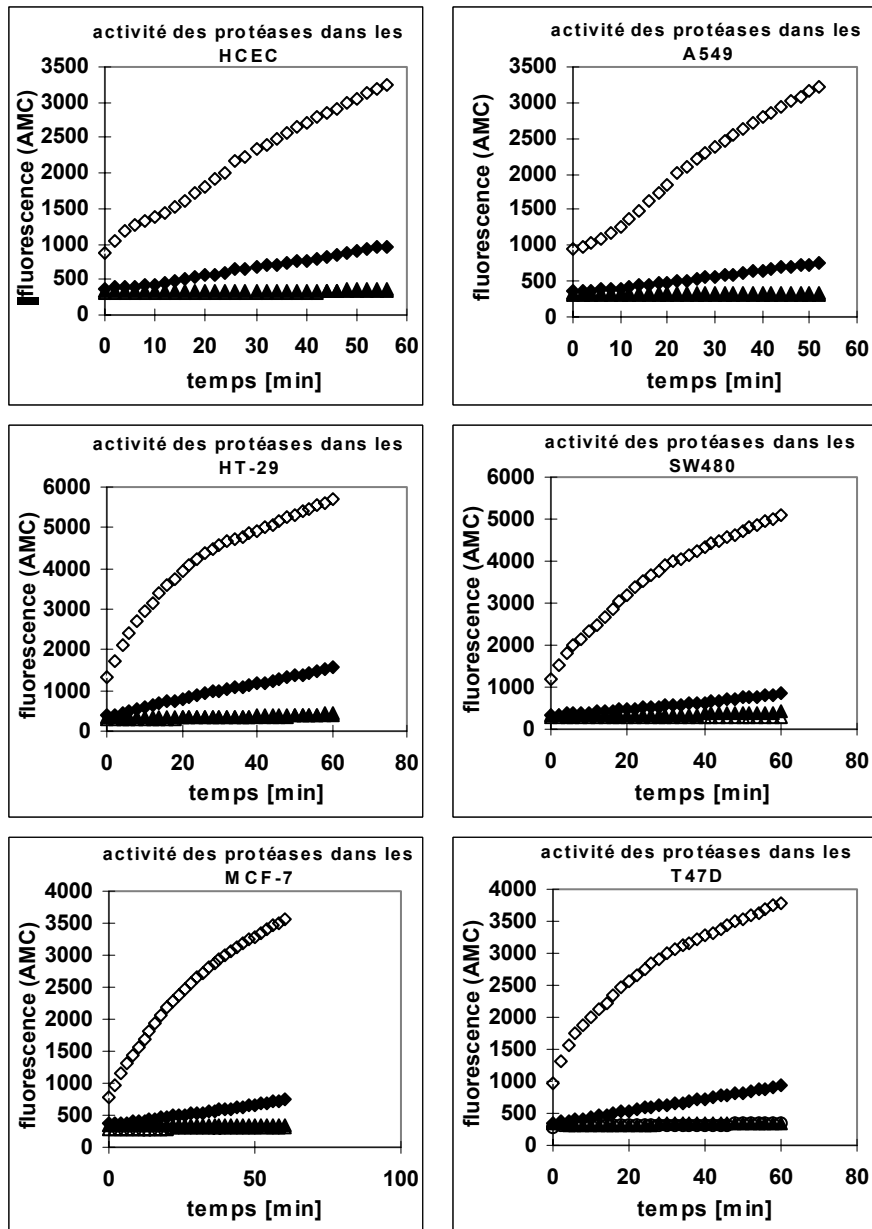 activité des protéases dans les
HCEC
fluorescence (AMC)
3500
3000
2500
2000
1500
1000
500
0
0 10 20 30 40 50 60
temps [min]
activité des protéases dans les
A549
fluorescence (AMC)
3500
3000
2500
2000
1500
1000
500
0
0 10 20 30 40 50 60
temps [min]
activité des protéases dans les
HT-29
fluorescence (AMC)
6000
5000
4000
3000
2000
1000
0
0 20 40 60 80
temps [min]
activité des protéases dans les
SW480
fluorescence (AMC)
6000
5000
4000
3000
2000
1000
0
0 20 40 60 80
temps [min]
activité des protéases dans les
MCF-7
fluorescence (AMC)
4000
3500
3000
2500
2000
1500
1000
500
0
0 50 100
temps [min]
activité des protéases dans les
T47D
fluorescence (AMC)
4000
3500
3000
2500
2000
1500
1000
500
0
0 20 40 60 80
temps [min]